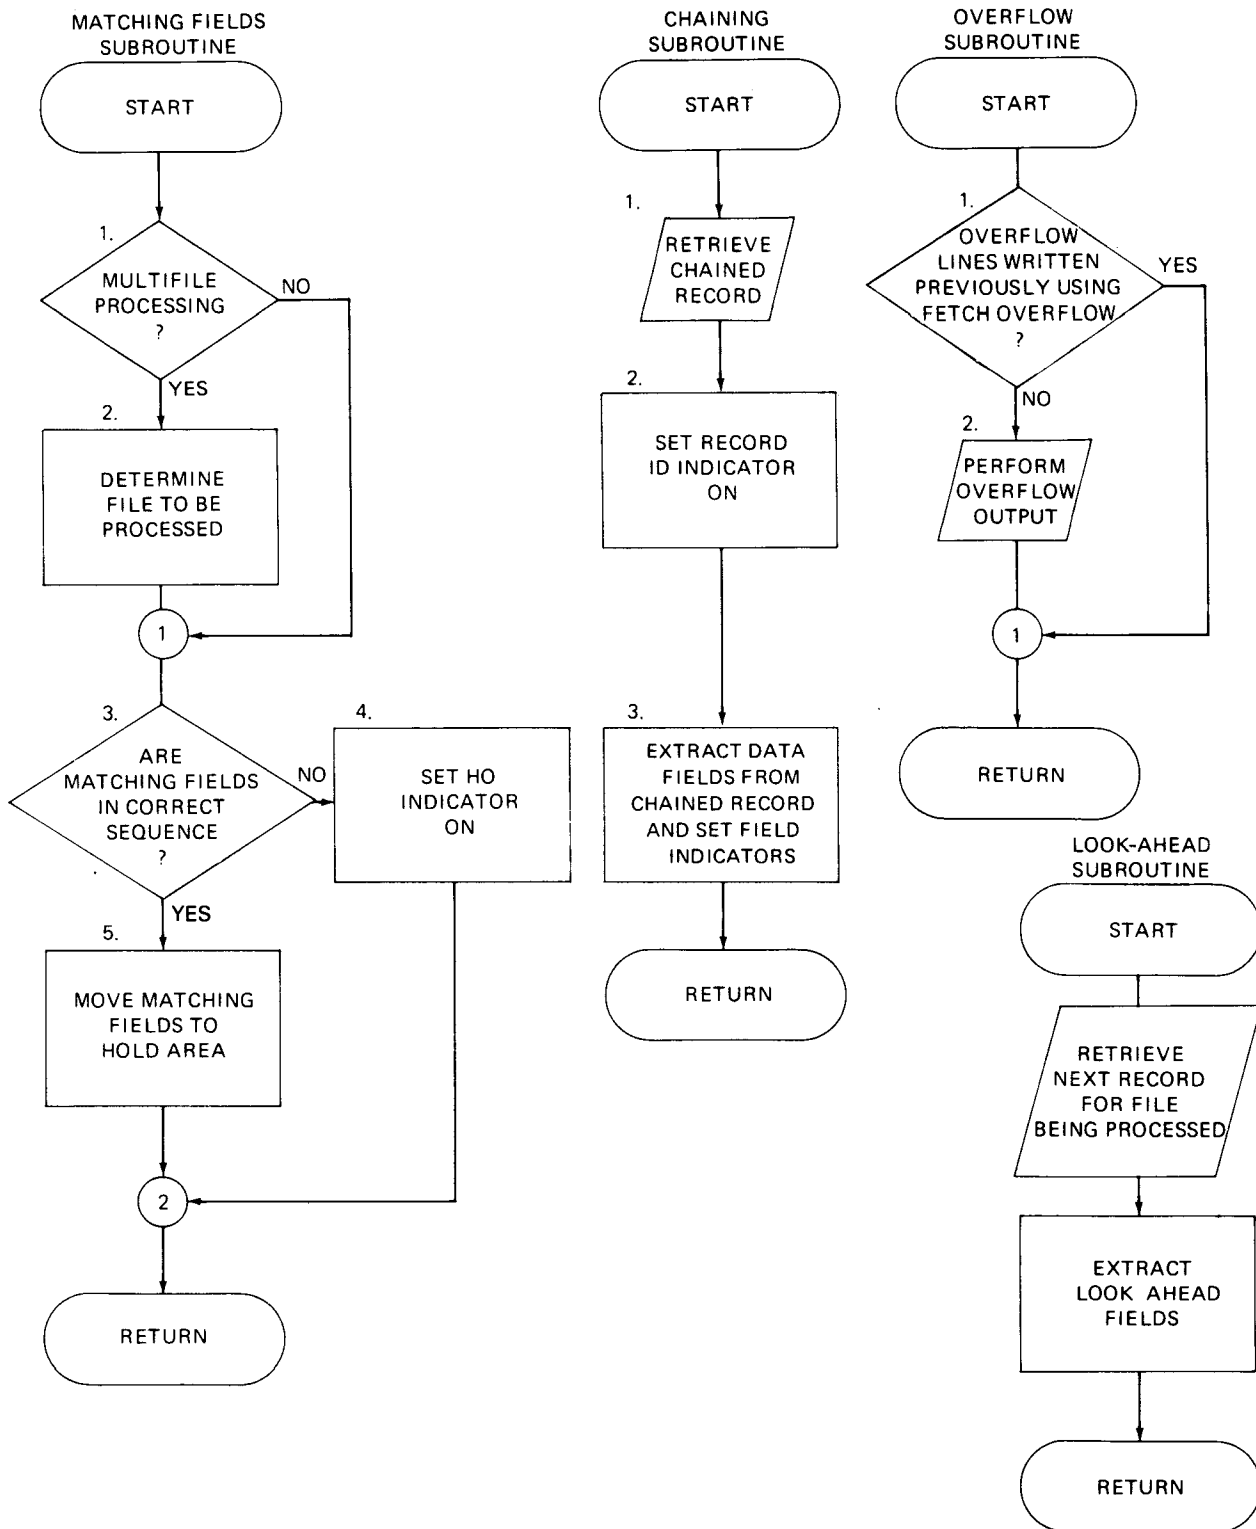 MATCHING FIELDS
SUBROUTINE
START
1.
MULTIFILE
PROCESSING
?
NO
YES
2.
DETERMINE
FILE TO BE
PROCESSED
1
3.
ARE
MATCHING FIELDS
IN CORRECT
SEQUENCE
?
NO
4.
SET HO
INDICATOR
ON
YES
5.
MOVE MATCHING
FIELDS TO
HOLD AREA
2
RETURN
CHAINING
SUBROUTINE
START
1.
RETRIEVE
CHAINED
RECORD
2.
SET RECORD
ID INDICATOR
ON
3.
EXTRACT DATA
FIELDS FROM
CHAINED RECORD
AND SET FIELD
INDICATORS
RETURN
OVERFLOW
SUBROUTINE
START
1.
OVERFLOW
LINES WRITTEN
PREVIOUSLY USING
FETCH OVERFLOW
?
YES
NO
2.
PERFORM
OVERFLOW
OUTPUT
1
RETURN
LOOK-AHEAD
SUBROUTINE
START
RETRIEVE
NEXT RECORD
FOR FILE
BEING PROCESSED
EXTRACT
LOOK AHEAD
FIELDS
RETURN